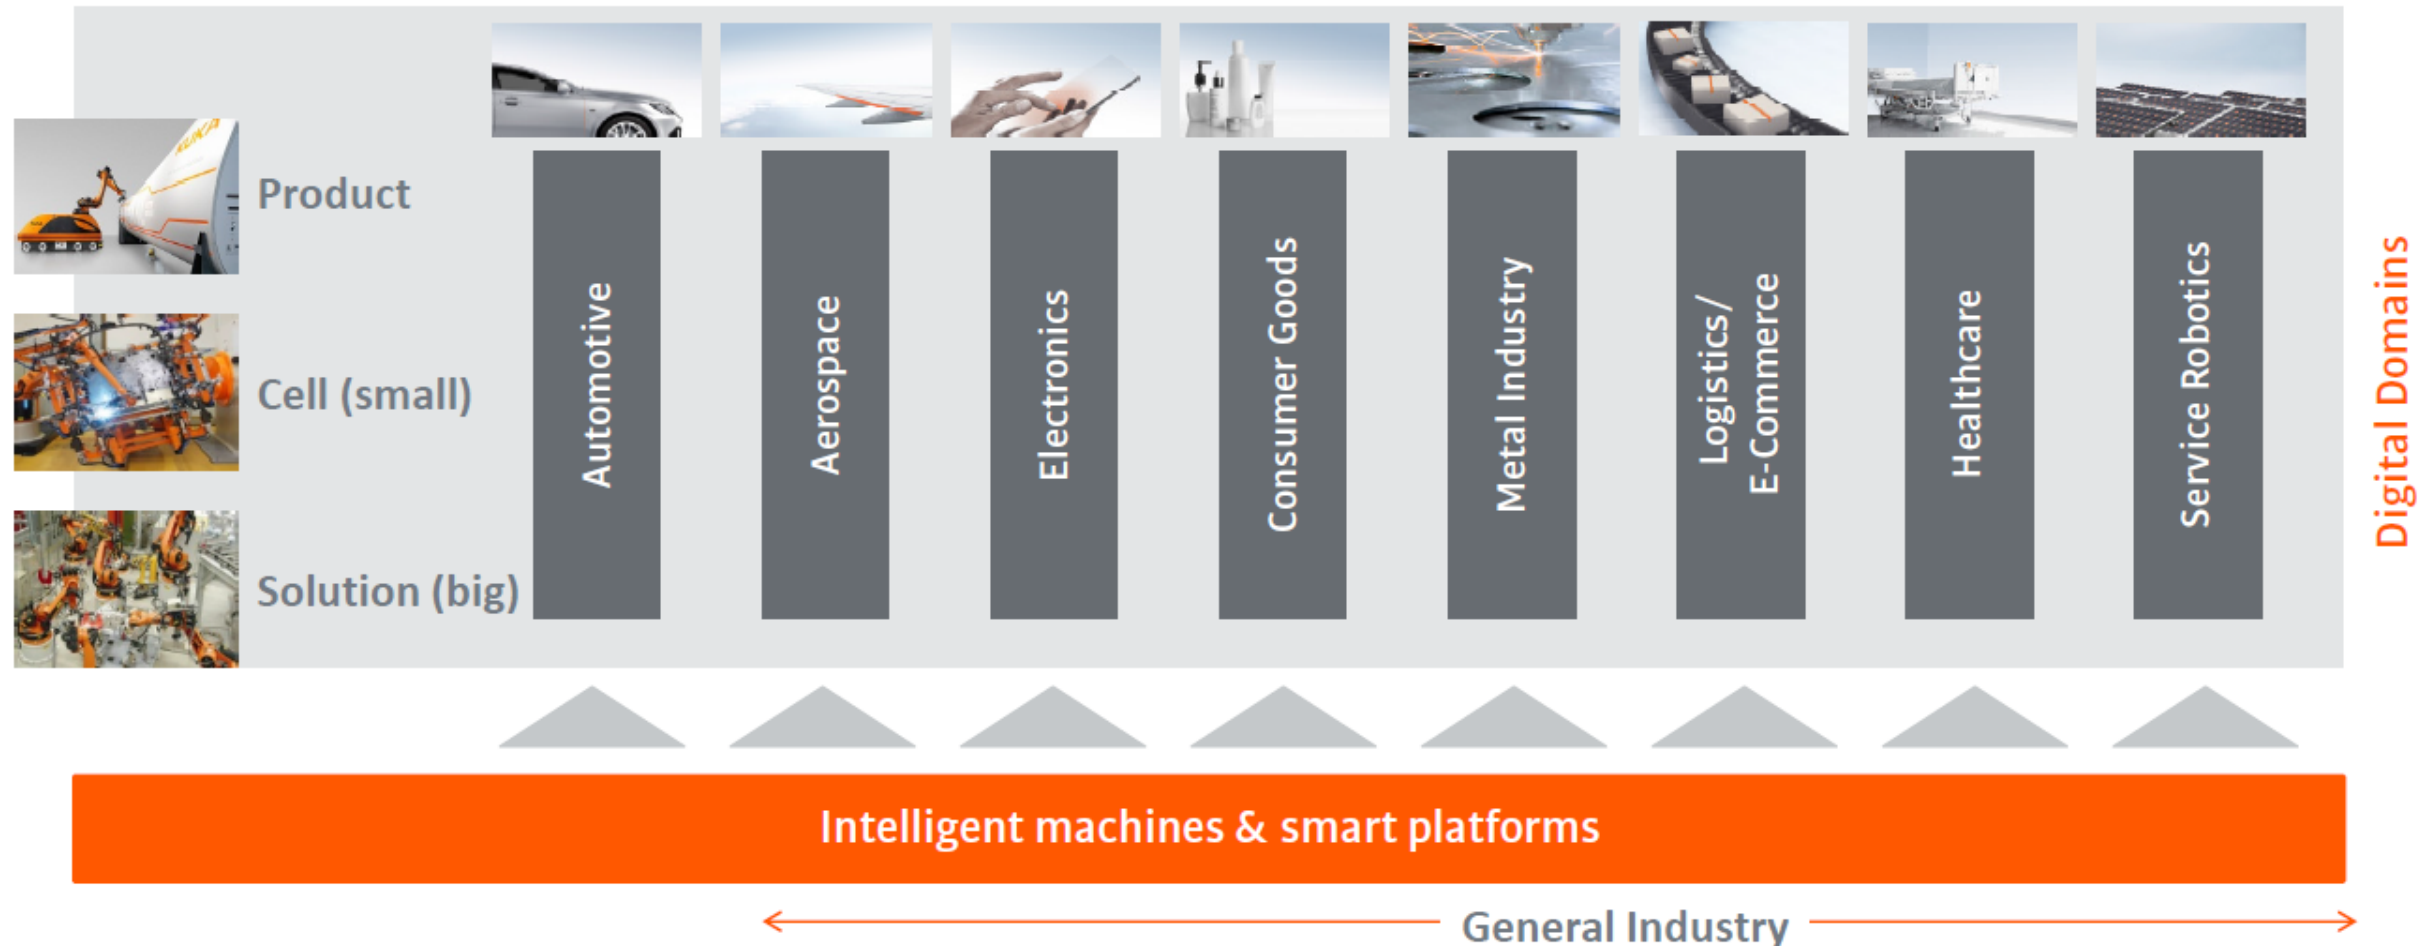 KUKA
Product
Cell (small)
Solution (big)
Automotive
Aerospace
Electronics
Consumer Goods
Metal Industry
Logistics/
E-Commerce
Healthcare
Service Robotics
Digital Domains
Intelligent machines & smart platforms
General Industry